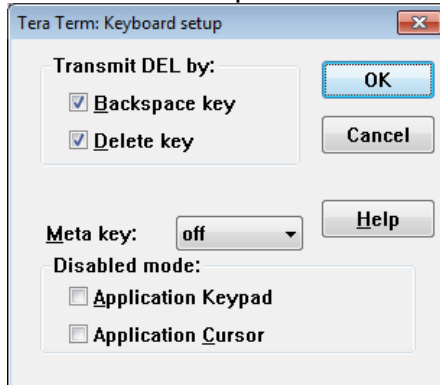 Tera Term: Keyboard setup
Transmit DEL by:
Backspace key
Delete key
OK
Cancel
Meta key:
off
Help
Disabled mode:
Application Keypad
Application Cursor